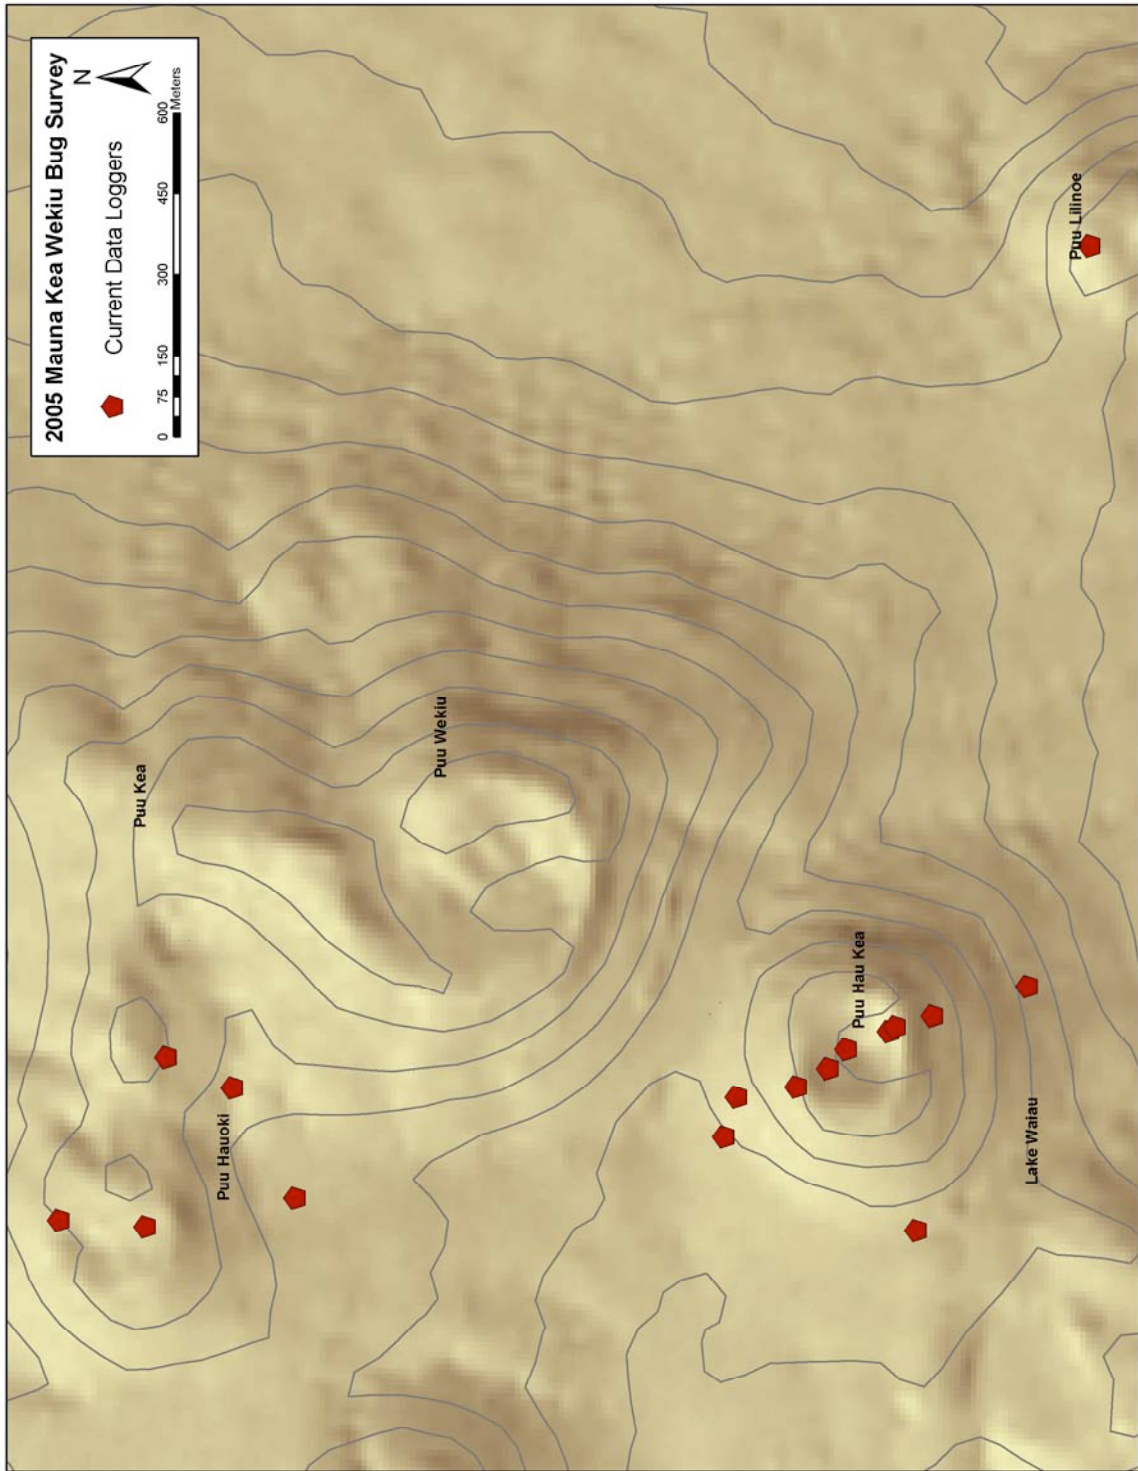 2005 Mauna Kea Wekiu Bug Survey
N
Current Data Loggers
0 75 150 300 450 600
Meters
Puu Kea
Puu Hauoki
Puu Wekiu
Puu Hau Kea
Lake Waiau
Puu Lilinoe